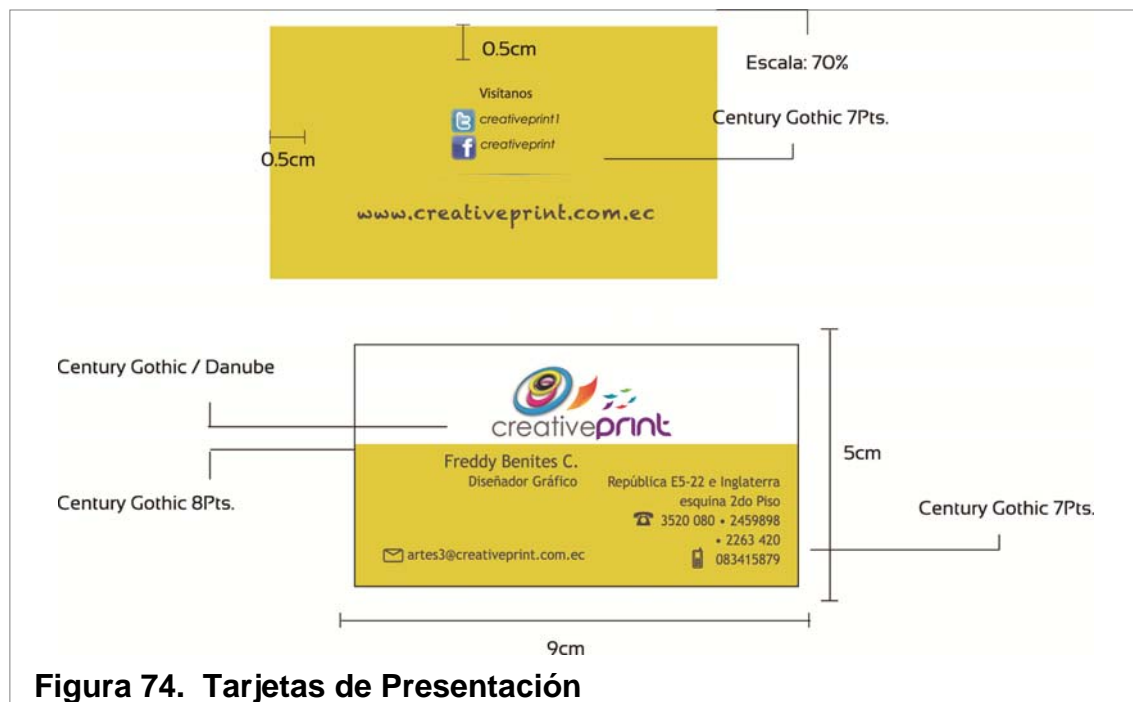 0.5cm
Escala: 70%
Visítanos
creativeprint1
Century Gothic 7Pts.
creativeprint
0.5cm
www.creativeprint.com.ec
Century Gothic / Danube
creativeprint
Freddy Benites C.
Diseñador Gráfico
República E5-22 e Inglaterra
esquina 2do Piso
3520 080 • 2459898
• 2263 420
artes3@creativeprint.com.ec
083415879
5cm
Century Gothic 8Pts.
Century Gothic 7Pts.
9cm
Figura 74. Tarjetas de Presentación